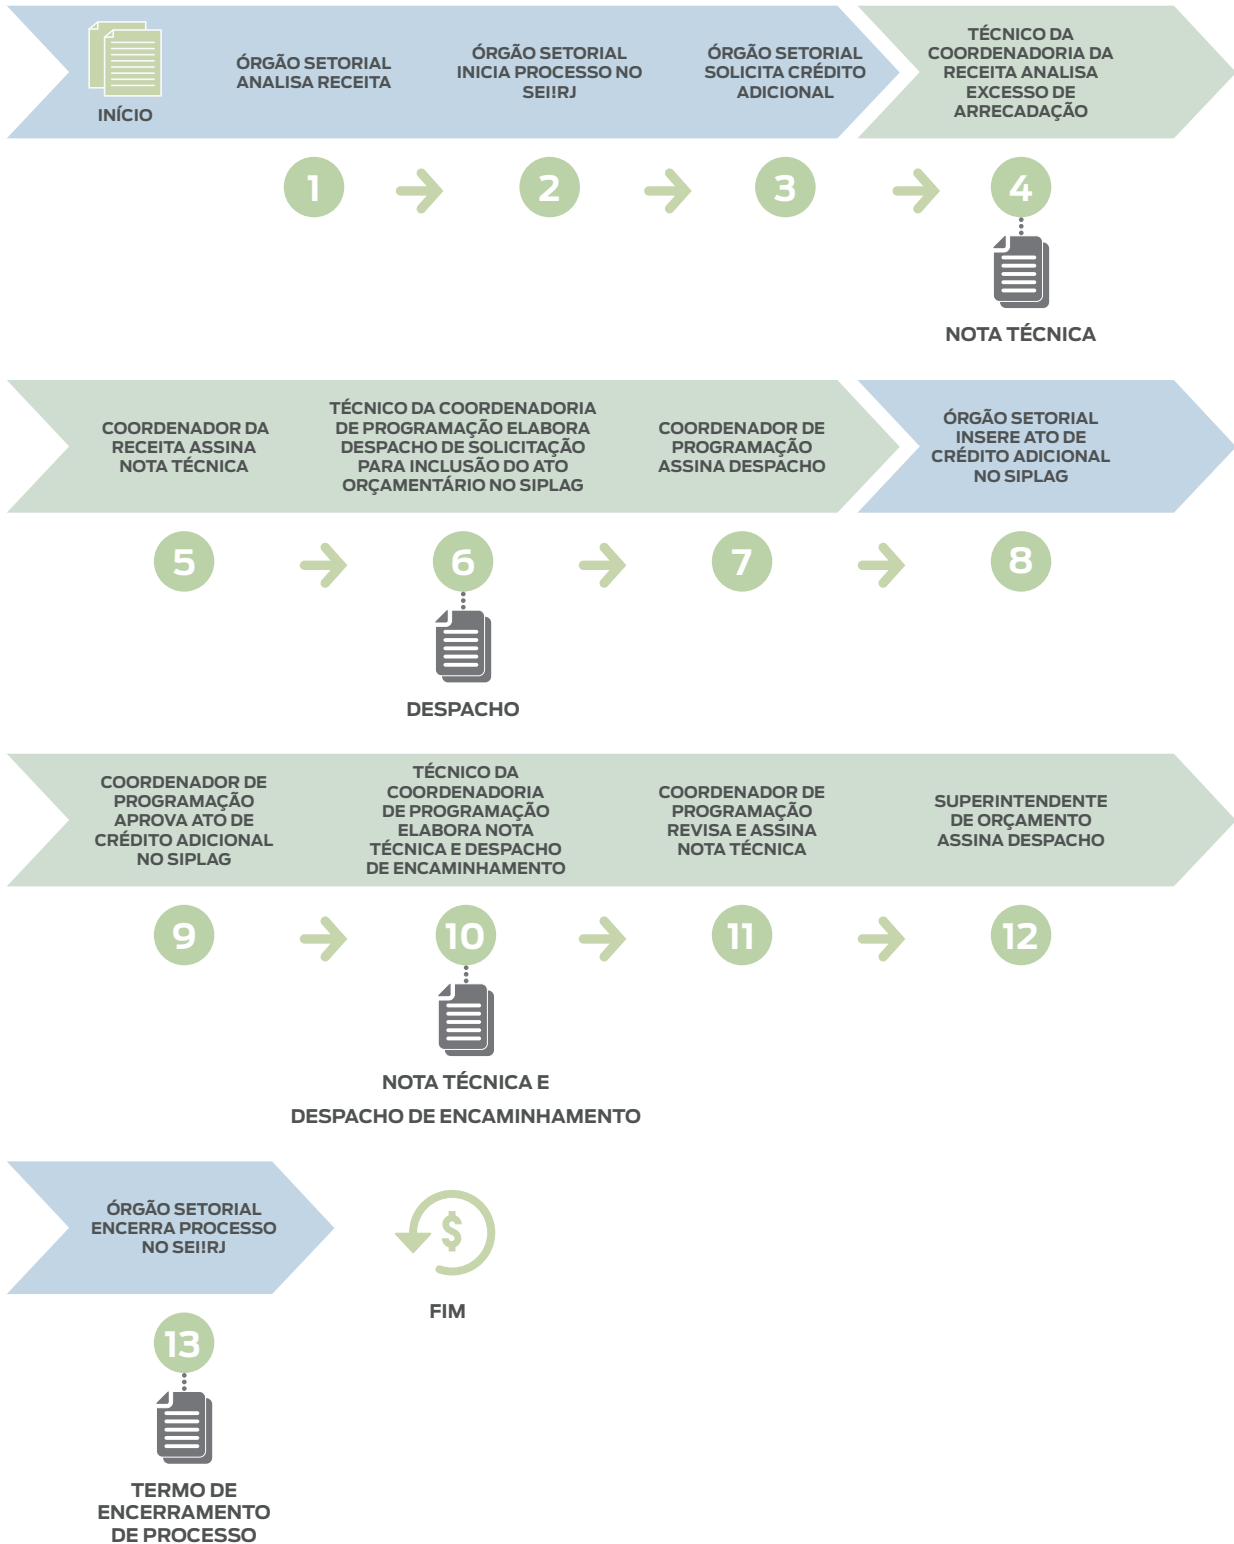 INÍCIO
ÓRGÃO SETORIAL
ANALISA RECEITA
ÓRGÃO SETORIAL
INICIA PROCESSO NO
SEI!RJ
ÓRGÃO SETORIAL
SOLICITA CRÉDITO
ADICIONAL
TÉCNICO DA
COORDENADORIA DA
RECEITA ANALISA
EXCESSO DE
ARRECADAÇÃO
1
2
3
4
NOTA TÉCNICA
COORDENADOR DA
RECEITA ASSINA
NOTA TÉCNICA
TÉCNICO DA COORDENADORIA
DE PROGRAMAÇÃO ELABORA
DESPACHO DE SOLICITAÇÃO
PARA INCLUSÃO DO ATO
ORÇAMENTÁRIO NO SIPLAG
COORDENADOR DE
PROGRAMAÇÃO
ASSINA DESPACHO
ÓRGÃO SETORIAL
INSERE ATO DE
CRÉDITO ADICIONAL
NO SIPLAG
5
6
7
8
DESPACHO
COORDENADOR DE
PROGRAMAÇÃO
APROVA ATO DE
CRÉDITO ADICIONAL
NO SIPLAG
TÉCNICO DA
COORDENADORIA
DE PROGRAMAÇÃO
ELABORA NOTA
TÉCNICA E DESPACHO
DE ENCAMINHAMENTO
COORDENADOR DE
PROGRAMAÇÃO
REVISA E ASSINA
NOTA TÉCNICA
SUPERINTENDENTE
DE ORÇAMENTO
ASSINA DESPACHO
9
10
11
12
NOTA TÉCNICA E
DESPACHO DE ENCAMINHAMENTO
ÓRGÃO SETORIAL
ENCERRA PROCESSO
NO SEI!RJ
$
FIM
13
TERMO DE
ENCERRAMENTO
DE PROCESSO